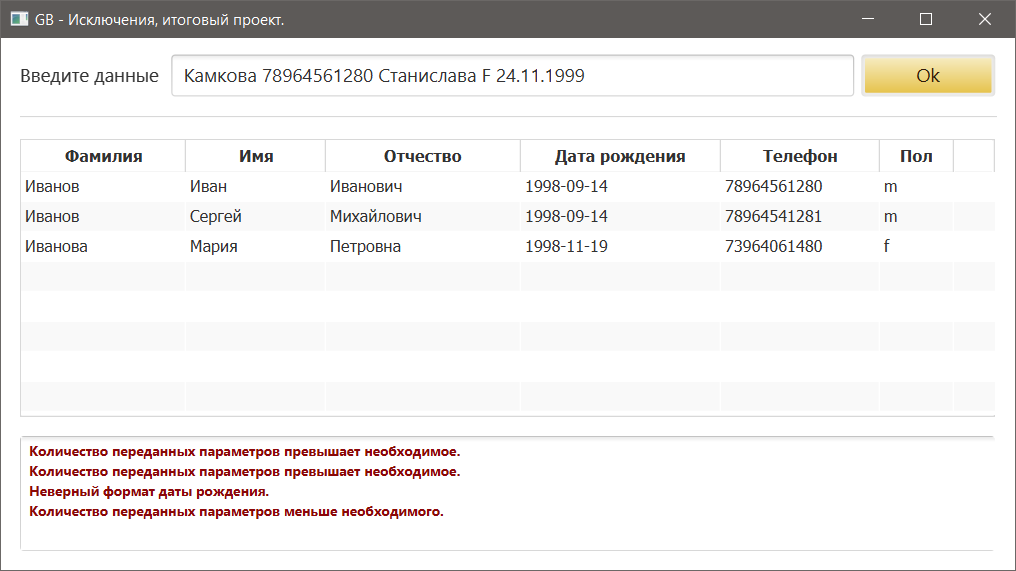 GB - Исключения, итоговый проект.
Введите данные Камкова 78964561280 Станислава F 24.11.1999 Ok
Фамилия Имя Отчество Дата рождения Телефон Пол
Иванов Иван Иванович 1998-09-14 78964561280 m
Иванов Сергей Михайлович 1998-09-14 78964541281 m
Иванова Мария Петровна 1998-11-19 73964061480 f
Количество переданных параметров превышает необходимое.
Количество переданных параметров превышает необходимое.
Неверный формат даты рождения.
Количество переданных параметров меньше необходимого.